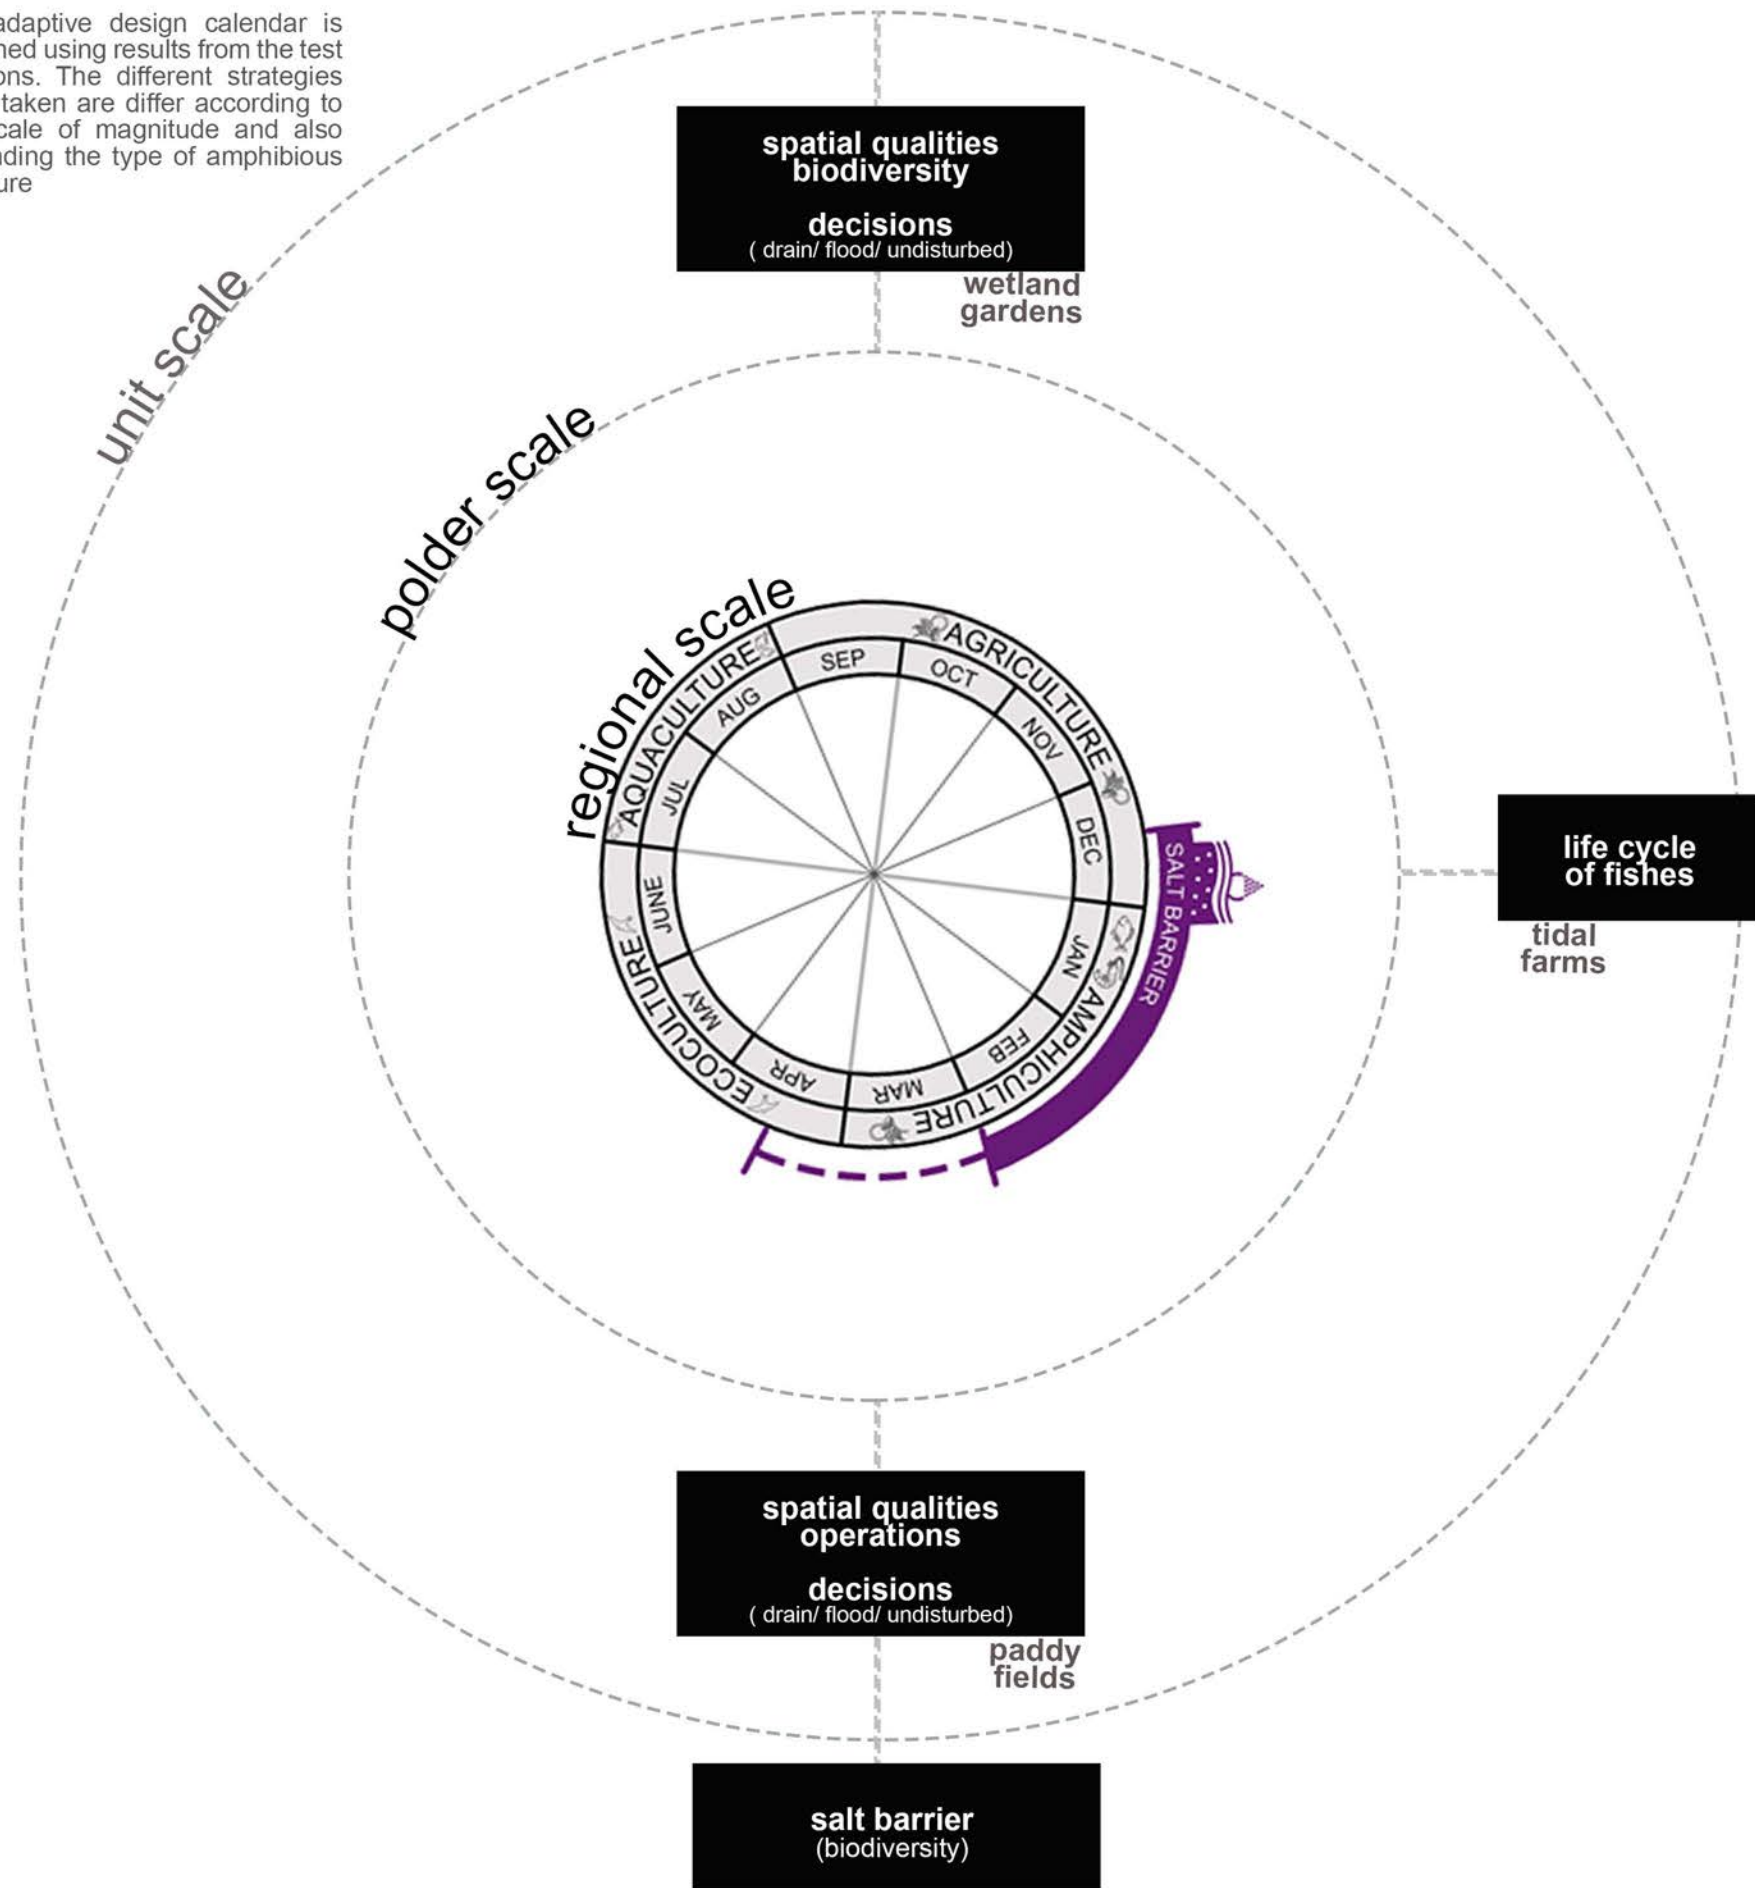 adaptive design calendar is
ned using results from the test
ons. The different strategies
taken are differ according to
cale of magnitude and also
ding the type of amphibious
ure
spatial qualities
biodiversity
decisions
( drain/ flood/ undisturbed)
wetland
gardens
unit scale
polder scale
regional scale
AGRICULTURE
AQUACULTURE
SEP
OCT
AUG
NOV
JUL
DEC
SALT BARRIER
life cycle
of fishes
tidal
farms
JUNE
JAN
MAY
FEB
APR
MAR
ECOCULTURE
AMPHICULTURE
spatial qualities
operations
decisions
( drain/ flood/ undisturbed)
paddy
fields
salt barrier
(biodiversity)